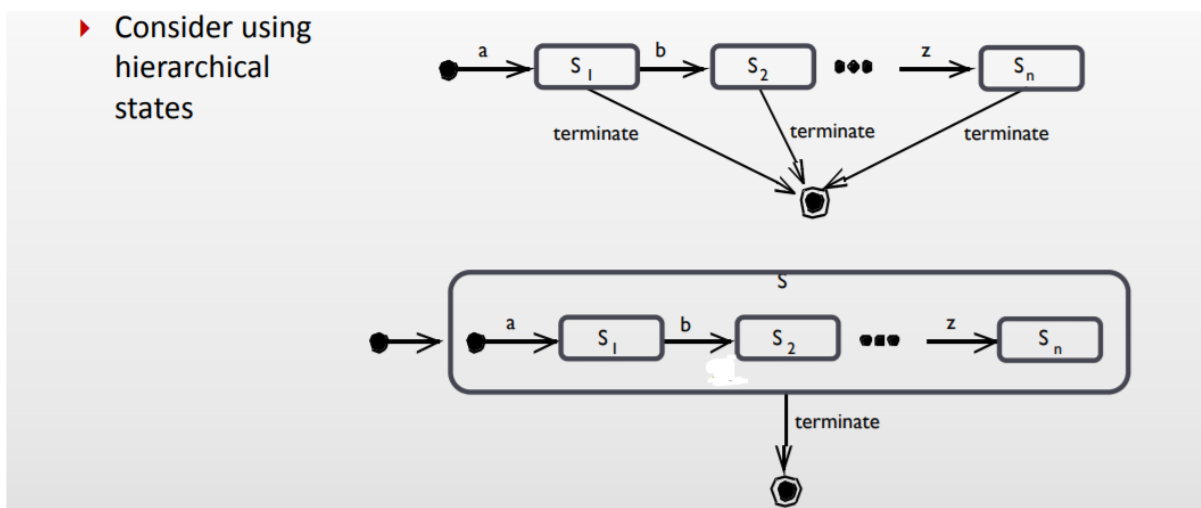 Consider using
hierarchical
states
a
b
z
S1
S2
Sn
terminate
terminate
terminate
S
a
b
z
S1
S2
Sn
terminate